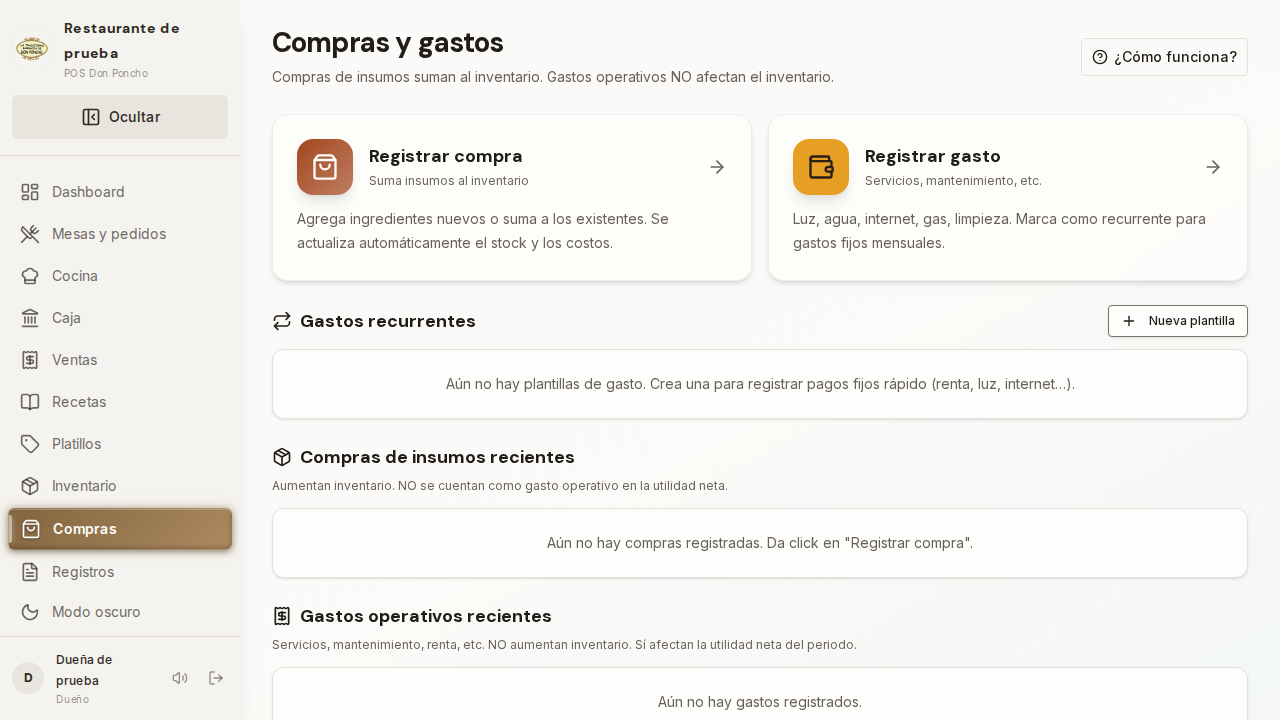 Restaurante de
prueba
POS Don Poncho
Ocultar
Dashboard
Mesas y pedidos
Cocina
Caja
Ventas
Recetas
Platillos
Inventario
Compras
Registros
Modo oscuro
D
Dueña de
prueba
Dueño
Compras y gastos
Compras de insumos suman al inventario. Gastos operativos NO afectan el inventario.
¿Cómo funciona?
Registrar compra
Suma insumos al inventario
Agrega ingredientes nuevos o suma a los existentes. Se
actualiza automáticamente el stock y los costos.
Registrar gasto
Servicios, mantenimiento, etc.
Luz, agua, internet, gas, limpieza. Marca como recurrente para
gastos fijos mensuales.
Gastos recurrentes
Nueva plantilla
Aún no hay plantillas de gasto. Crea una para registrar pagos fijos rápido (renta, luz, internet…).
Compras de insumos recientes
Aumentan inventario. NO se cuentan como gasto operativo en la utilidad neta.
Aún no hay compras registradas. Da click en "Registrar compra".
Gastos operativos recientes
Servicios, mantenimiento, renta, etc. NO aumentan inventario. Sí afectan la utilidad neta del periodo.
Aún no hay gastos registrados.